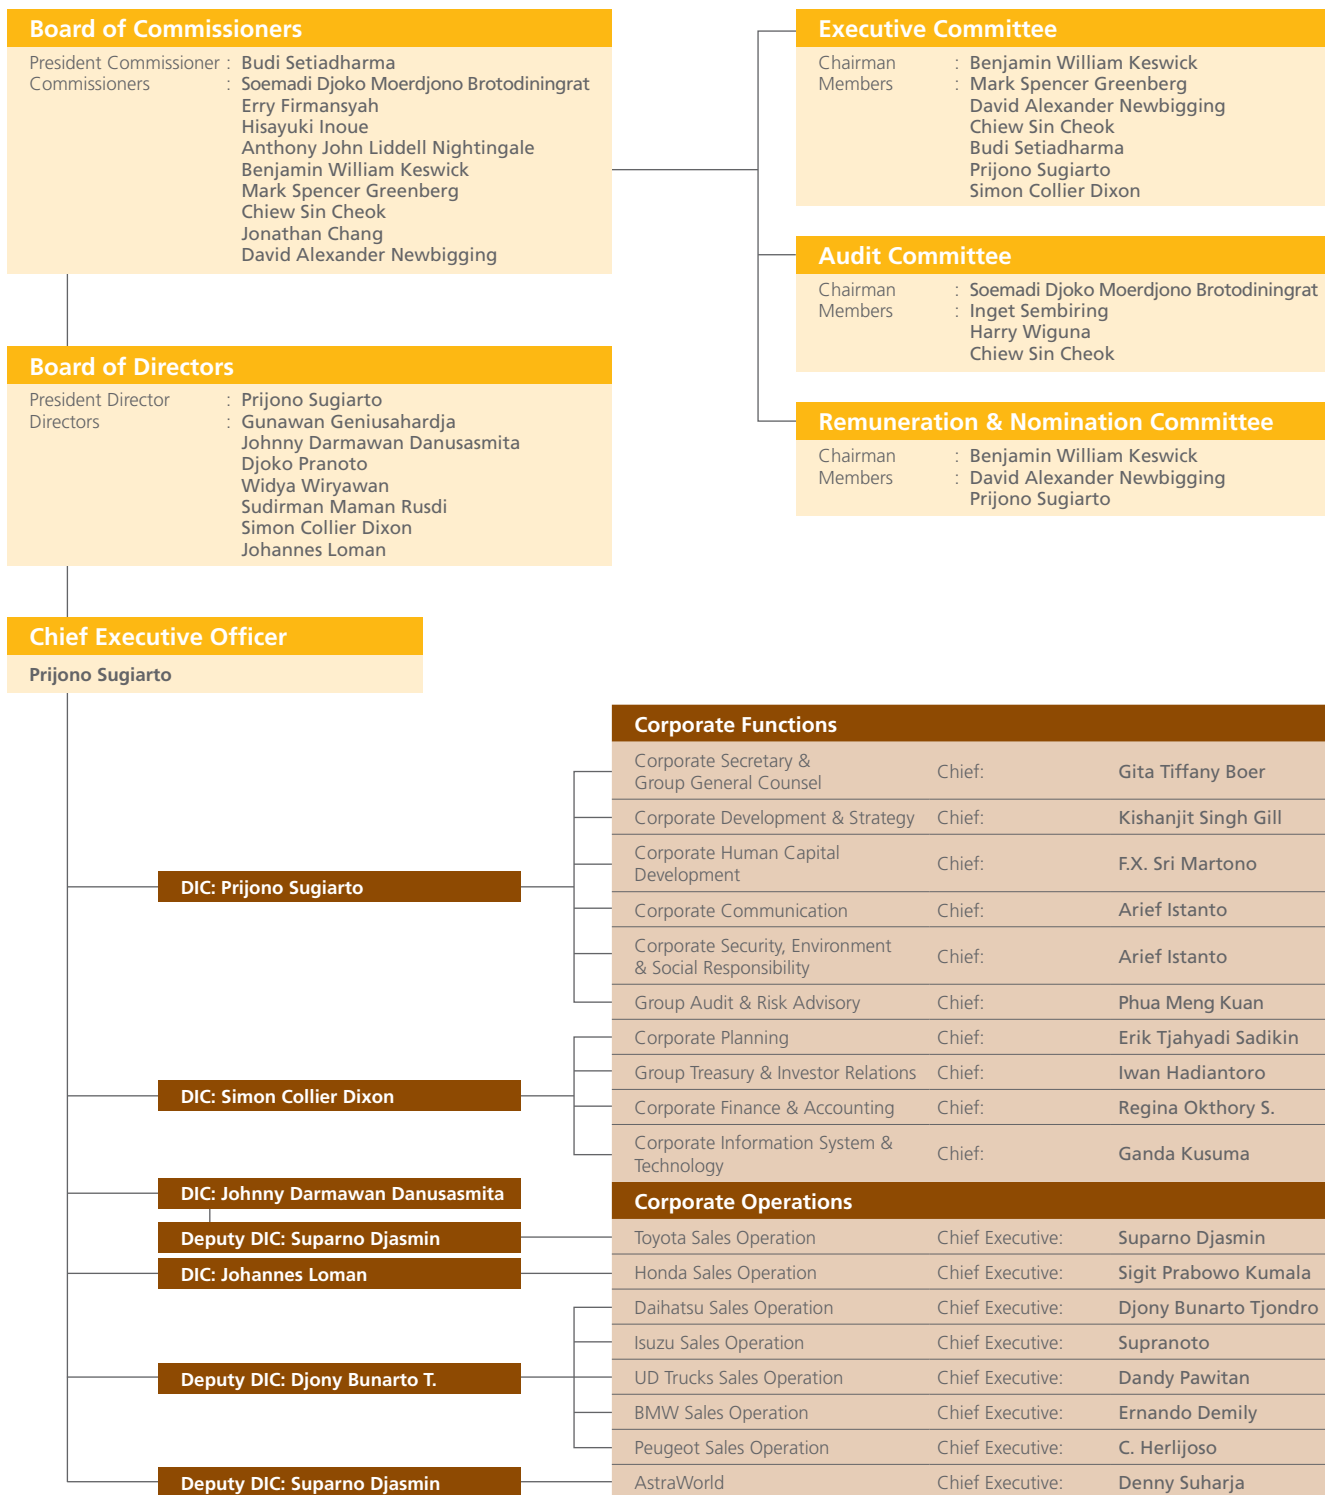 Board of Commissioners
President Commissioner : Budi Setiadharma
Commissioners : Soemadi Djoko Moerdjono Brotodiningrat
Erry Firmansyah
Hisayuki Inoue
Anthony John Liddell Nightingale
Benjamin William Keswick
Mark Spencer Greenberg
Chiew Sin Cheok
Jonathan Chang
David Alexander Newbigging
Executive Committee
Chairman : Benjamin William Keswick
Members : Mark Spencer Greenberg
David Alexander Newbigging
Chiew Sin Cheok
Budi Setiadharma
Prijono Sugiarto
Simon Collier Dixon
Audit Committee
Chairman : Soemadi Djoko Moerdjono Brotodiningrat
Members : Inget Sembiring
Harry Wiguna
Chiew Sin Cheok
Board of Directors
President Director : Prijono Sugiarto
Directors : Gunawan Geniusahardja
Johnny Darmawan Danusasmita
Djoko Pranoto
Widya Wiryawan
Sudirman Maman Rusdi
Simon Collier Dixon
Johannes Loman
Remuneration & Nomination Committee
Chairman : Benjamin William Keswick
Members : David Alexander Newbigging
Prijono Sugiarto
Chief Executive Officer
Prijono Sugiarto
Corporate Functions
DIC: Prijono Sugiarto
Corporate Secretary &
Group General Counsel Chief: Gita Tiffany Boer
Corporate Development & Strategy Chief: Kishanjit Singh Gill
Corporate Human Capital
Development Chief: F.X. Sri Martono
Corporate Communication Chief: Arief Istanto
Corporate Security, Environment
& Social Responsibility Chief: Arief Istanto
Group Audit & Risk Advisory Chief: Phua Meng Kuan
DIC: Simon Collier Dixon
Corporate Planning Chief: Erik Tjahyadi Sadikin
Group Treasury & Investor Relations Chief: Iwan Hadiantoro
Corporate Finance & Accounting Chief: Regina Okthory S.
Corporate Information System &
Technology Chief: Ganda Kusuma
DIC: Johnny Darmawan Danusasmita
Corporate Operations
Deputy DIC: Suparno Djasmin
Toyota Sales Operation Chief Executive: Suparno Djasmin
DIC: Johannes Loman
Honda Sales Operation Chief Executive: Sigit Prabowo Kumala
Deputy DIC: Djony Bunarto T.
Daihatsu Sales Operation Chief Executive: Djony Bunarto Tjondro
Isuzu Sales Operation Chief Executive: Supranoto
UD Trucks Sales Operation Chief Executive: Dandy Pawitan
BMW Sales Operation Chief Executive: Ernando Demily
Peugeot Sales Operation Chief Executive: C. Herlijoso
Deputy DIC: Suparno Djasmin
AstraWorld Chief Executive: Denny Suharja